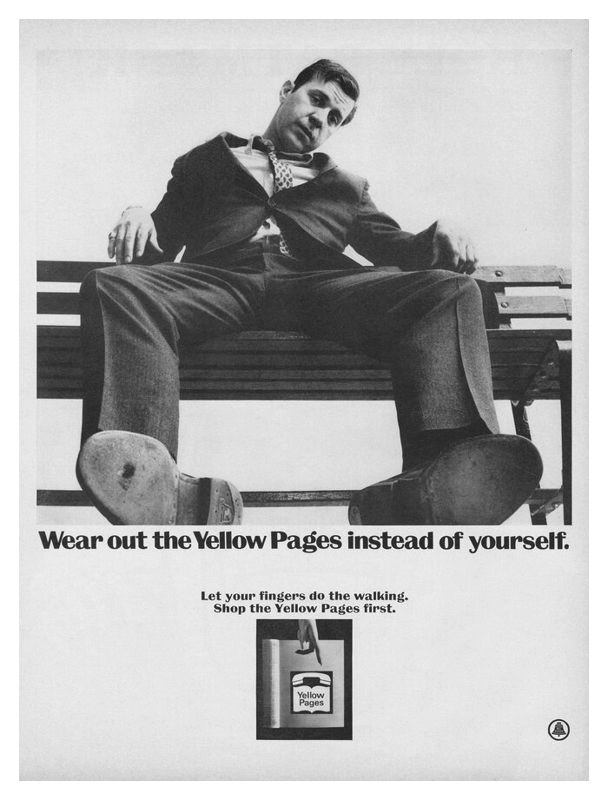 Wear out the Yellow Pages instead of yourself.
Let your fingers do the walking.
Shop the Yellow Pages first.
Yellow
Pages